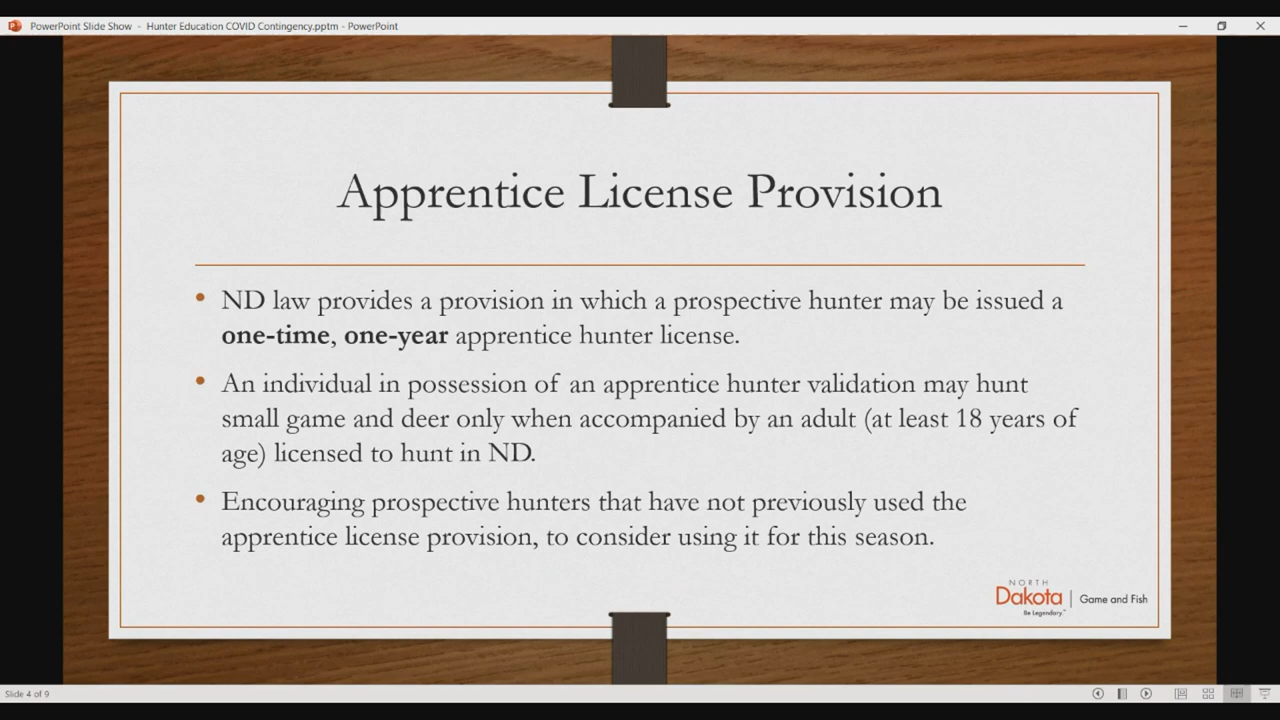 PowerPoint Slide Show - Hunter Education COVID Contingency.pptm - PowerPoint
Apprentice License Provision
• ND law provides a provision in which a prospective hunter may be issued a
one-time, one-year apprentice hunter license.
• An individual in possession of an apprentice hunter validation may hunt
small game and deer only when accompanied by an adult (at least 18 years of
age) licensed to hunt in ND.
• Encouraging prospective hunters that have not previously used the
apprentice license provision, to consider using it for this season.
NORTH
Dakota | Game and Fish
Be Legendary.™
Slide 4 of 9